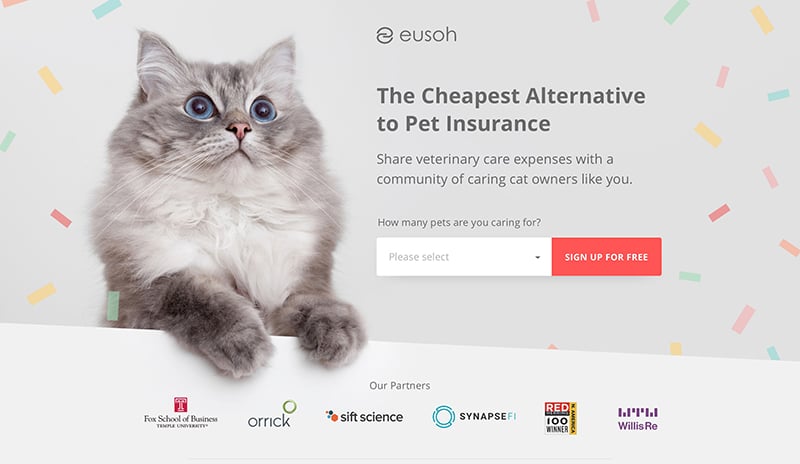 eusoh
The Cheapest Alternative
to Pet Insurance
Share veterinary care expenses with a
community of caring cat owners like you.
How many pets are you caring for?
Please select
SIGN UP FOR FREE
Our Partners
Fox School of Business
TEMPLE UNIVERSITY®
orrick
sift science
SYNAPSEFI
RED
HERRING
100
WINNER
N. AMERICA
WillisRe